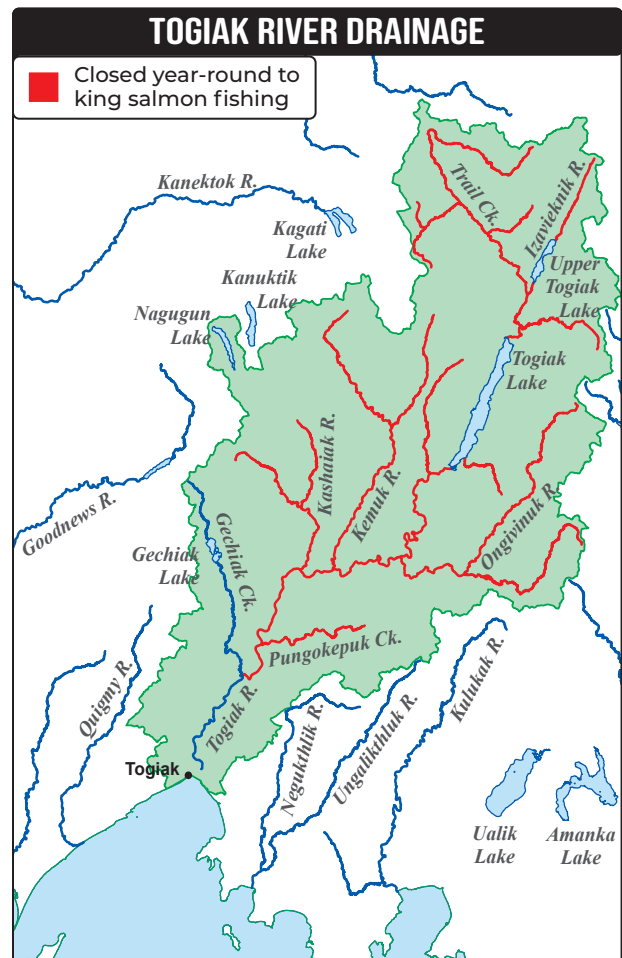 TOGIAK RIVER DRAINAGE
Closed year-round to
king salmon fishing
Kanektok R.
Kagati
Lake
Kanuktik
Lake
Nagugun
Lake
Trail Ck.
Izavieknik R.
Upper
Togiak
Lake
Togiak
Lake
Goodnews R.
Kashaiak R.
Kemuk R.
Ongivinuk R.
Gechiak
Lake
Gechiak Ck.
Pungokepuk Ck.
Quigmy R.
Togiak R.
Togiak
Negukthlik R.
Ungalikthluk R.
Kulukak R.
Ualik
Lake
Amanka
Lake